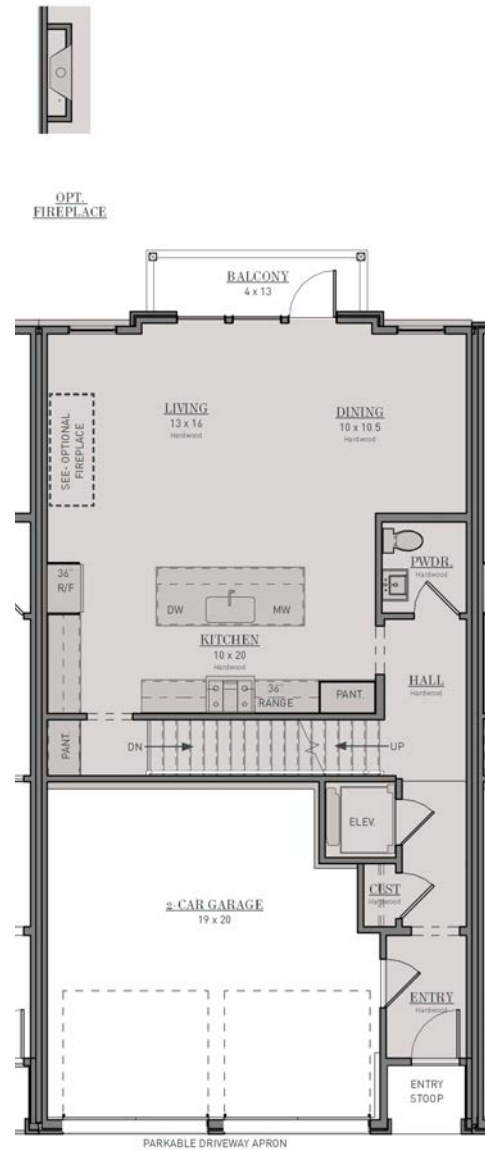 OPT.
FIREPLACE
BALCONY
4 x 13
LIVING
13 x 16
Hardwood
DINING
10 x 10.5
Hardwood
SEE- OPTIONAL
FIREPLACE
36"
R/F
PWDR.
Hardwood
DW
MW
KITCHEN
10 x 20
Hardwood
HALL
Hardwood
36"
RANGE
PANT.
PANT.
DN
UP
ELEV.
CLST
Hardwood
2-CAR GARAGE
19 x 20
ENTRY
Hardwood
ENTRY
STOOP
PARKABLE DRIVEWAY APRON